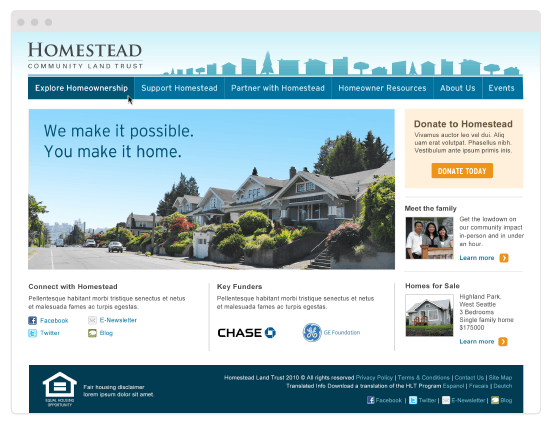 HOMESTEAD
COMMUNITY LAND TRUST
Explore Homeownership
Support Homestead
Partner with Homestead
Homeowner Resources
About Us
Events
We make it possible.
You make it home.
Donate to Homestead
Vivamus auctor leo vel dui. Aliq
uam erat volutpat. Phasellus nibh.
Vestibulum ante ipsum primis inis.
DONATE TODAY
Meet the family
Get the lowdown on
our community impact
in-person and in under
an hour.
Learn more
Connect with Homestead
Pellentesque habitant morbi tristique senectus et netus
et malesuada fames ac turpis egestas.
Facebook
E-Newsletter
Twitter
Blog
Key Funders
Pellentesque habitant morbi tristique senectus et netus
et malesuada fames ac turpis egestas.
CHASE
GE Foundation
Homes for Sale
Highland Park,
West Seattle
3 Bedrooms
Single family home
$175000
Learn more
EQUAL HOUSING
OPPORTUNITY
Fair housing disclaimer
lorem ipsum dolor sit amet.
Homestead Land Trust 2010 © All rights reserved Privacy Policy | Terms & Conditions | Contact Us | Site Map
Translated Info Download a translation of the HLT Program Espanol | Francais | Deutch
Facebook | Twitter | E-Newsletter | Blog